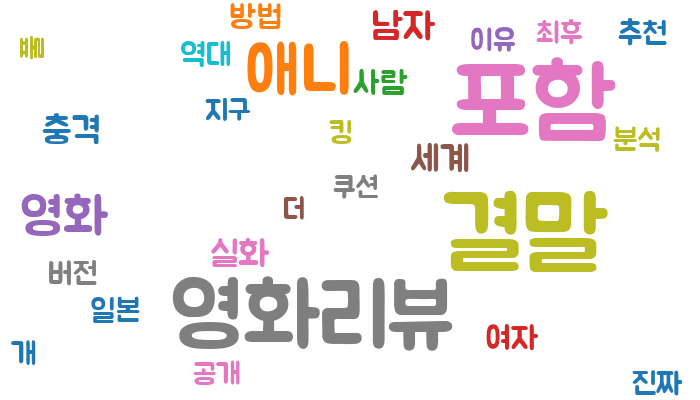 방법
남자
이유
최후
추천
뿔
역대
애니
사람
포함
지구
충격
킹
세계
분석
쿠션
영화
더
결말
실화
버전
일본
영화리뷰
여자
개
공개
진짜